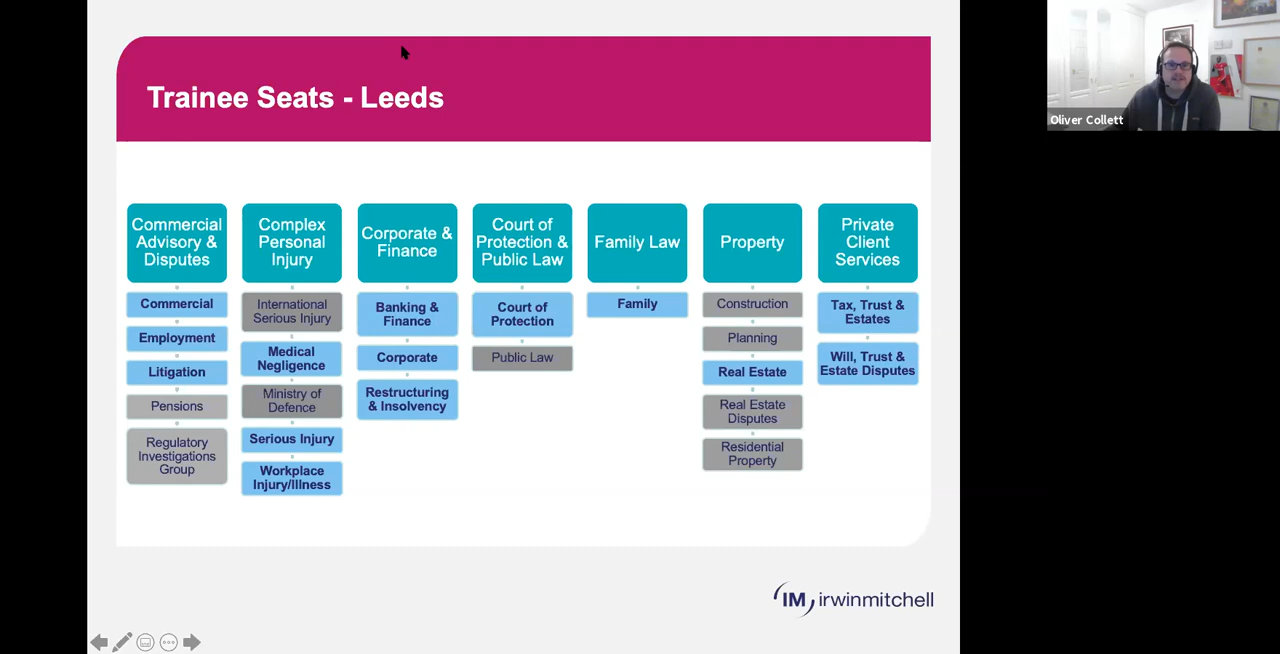 Trainee Seats - Leeds
Commercial
Advisory &
Disputes
Commercial
Employment
Litigation
Pensions
Regulatory
Investigations
Group
Complex
Personal
Injury
International
Serious Injury
Medical
Negligence
Ministry of
Defence
Serious Injury
Workplace
Injury/Illness
Corporate &
Finance
Banking &
Finance
Corporate
Restructuring
& Insolvency
Court of
Protection &
Public Law
Court of
Protection
Public Law
Family Law
Family
Property
Construction
Planning
Real Estate
Real Estate
Disputes
Residential
Property
Private
Client
Services
Tax, Trust &
Estates
Will, Trust &
Estate Disputes
IM irwinmitchell
Oliver Collett